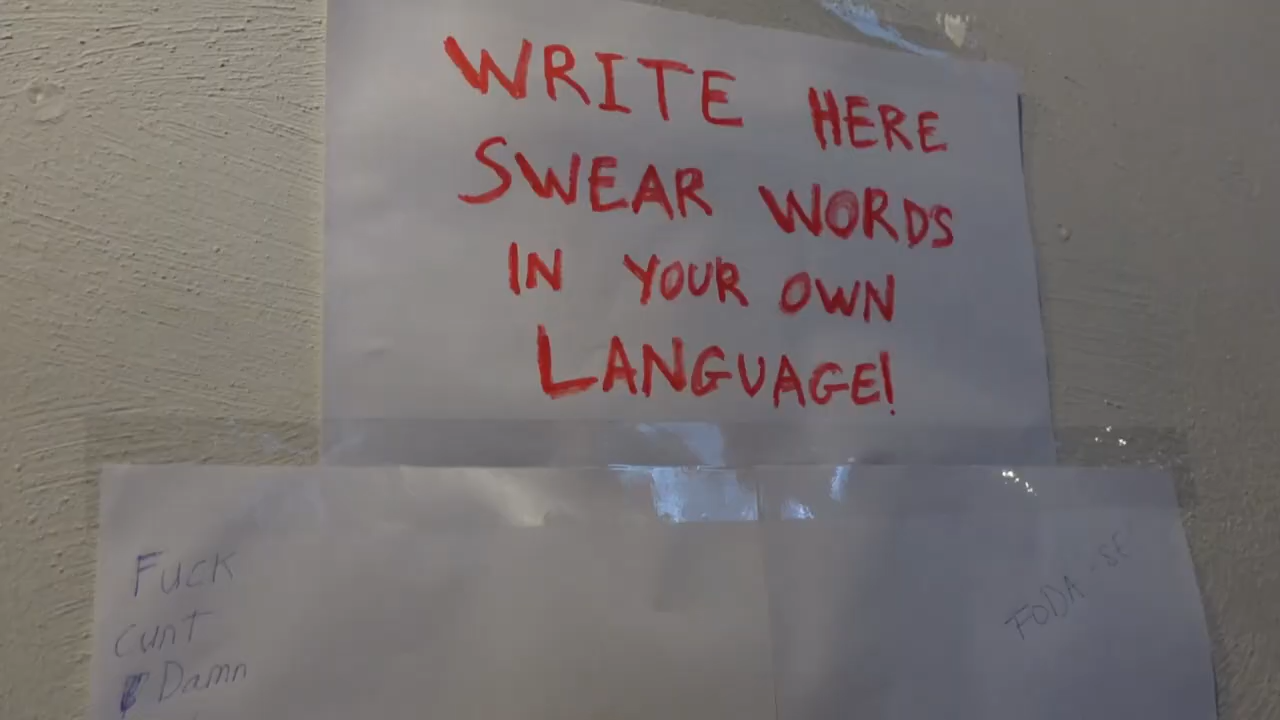 WRITE HERE
SWEAR WORDS
IN YOUR OWN
LANGUAGE!
Fuck
Cunt
Damn
FODA-SE